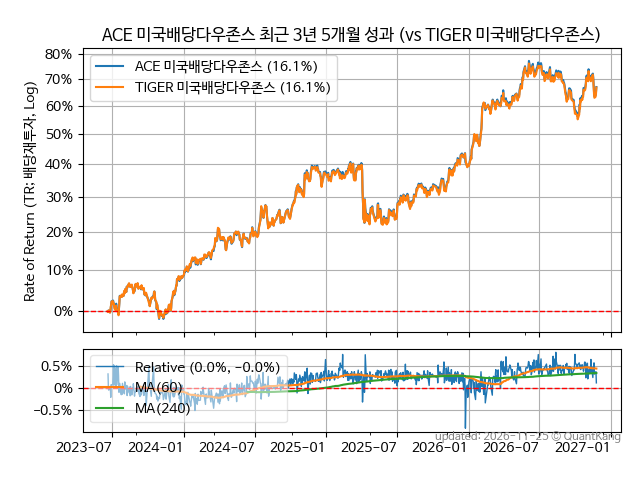 ACE 미국배당다우존스 최근 3년 5개월 성과 (vs TIGER 미국배당다우존스)
Rate of Return (TR: 배당재투자, Log)
80%
70%
60%
50%
40%
30%
20%
10%
0%
ACE 미국배당다우존스 (16.1%)
TIGER 미국배당다우존스 (16.1%)
0.5%
0.0%
−0.5%
Relative (0.0%, −0.0%)
MA(60)
MA(240)
updated: 2026-11-25 © QuantKang
2023-07
2024-01
2024-07
2025-01
2025-07
2026-01
2026-07
2027-01